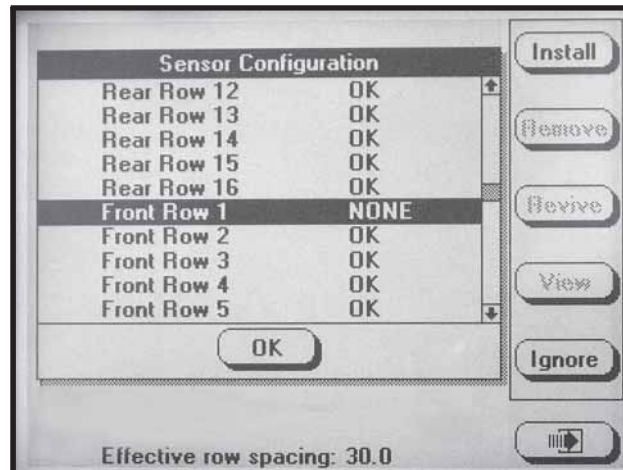 Sensor Configuration
Rear Row 12 OK
Rear Row 13 OK
Rear Row 14 OK
Rear Row 15 OK
Rear Row 16 OK
Front Row 1 NONE
Front Row 2 OK
Front Row 3 OK
Front Row 4 OK
Front Row 5 OK
OK
Effective row spacing: 30.0
Install
Remove
Revive
View
Ignore